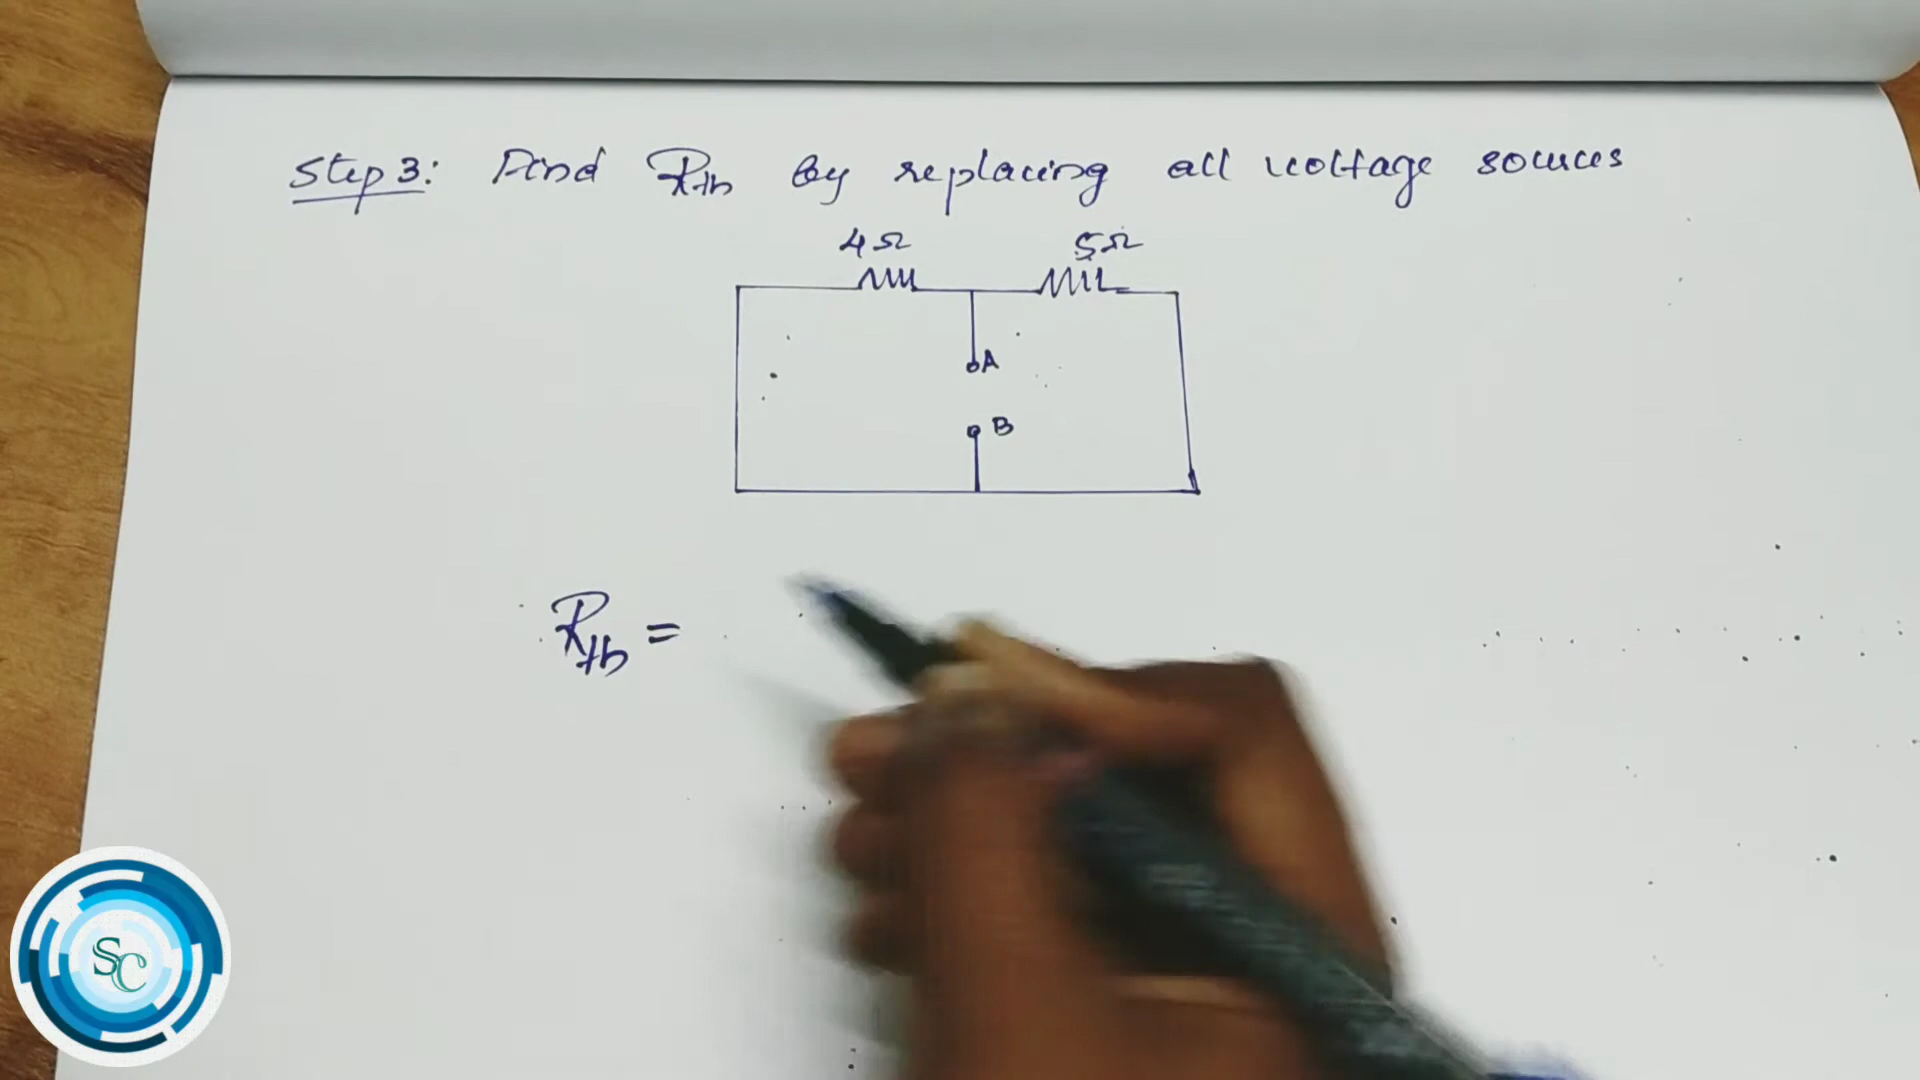 Step 3: Find Rth by replacing all voltage sources
4Ω 5Ω
A
B
Rth =
SC